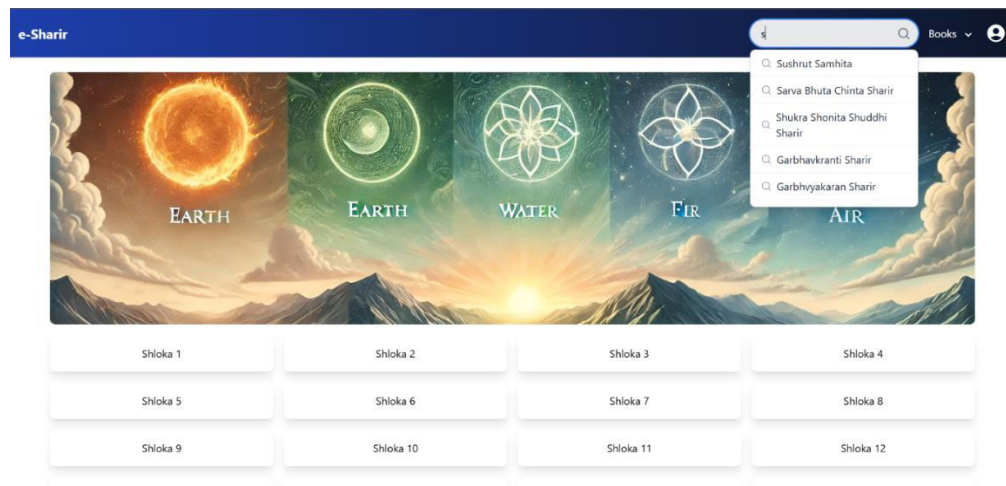 e-Sharir
s
Books
Sushrut Samhita
Sarva Bhuta Chinta Sharir
Shukra Shonita Shuddhi
Sharir
Garbhavkranti Sharir
Garbhvyakaran Sharir
EARTH
EARTH
WATER
FIR
AIR
Shloka 1
Shloka 2
Shloka 3
Shloka 4
Shloka 5
Shloka 6
Shloka 7
Shloka 8
Shloka 9
Shloka 10
Shloka 11
Shloka 12